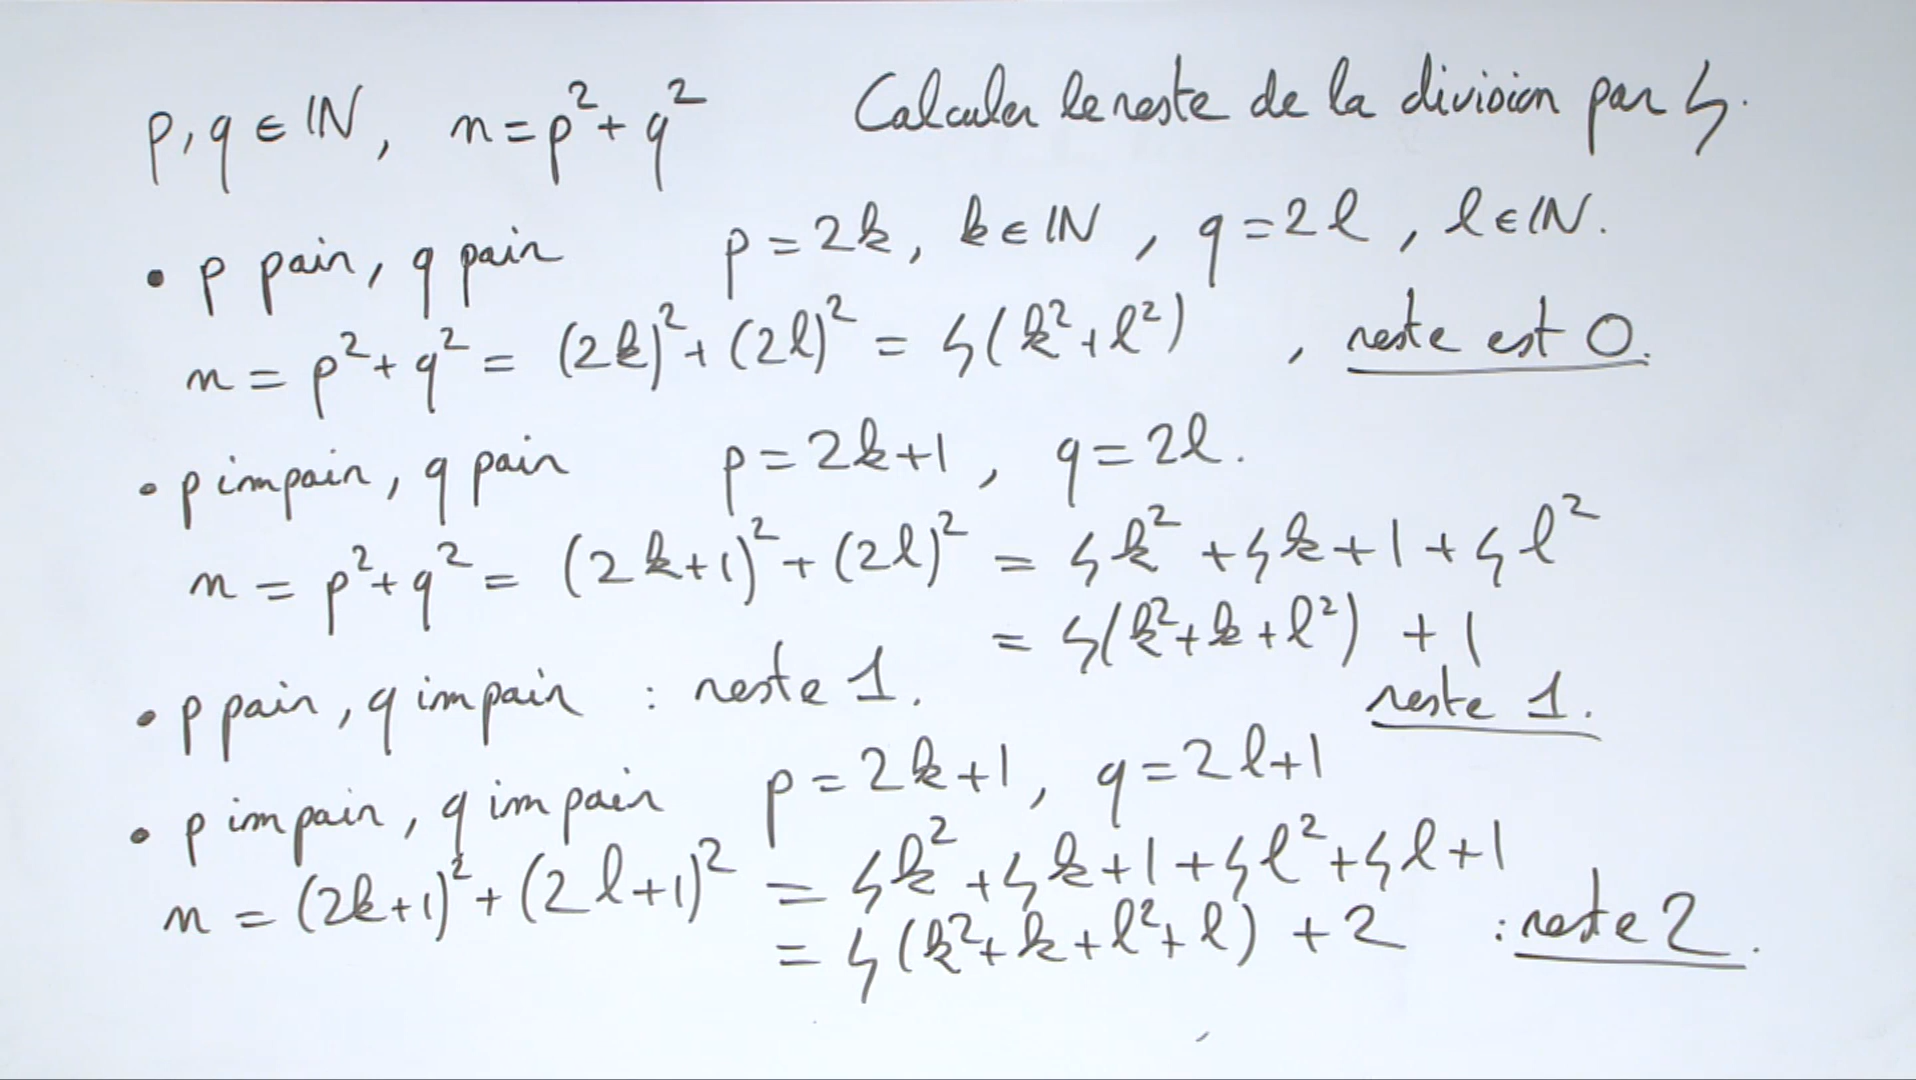 p, q ∈ ℕ, n = p² + q² Calculer le reste de la division par 4.
• p pair, q pair p = 2k, k ∈ ℕ, q = 2l, l ∈ ℕ.
n = p² + q² = (2k)² + (2l)² = 4(k² + l²), reste est 0.
• p impair, q pair p = 2k+1, q = 2l.
n = p² + q² = (2k+1)² + (2l)² = 4k² + 4k + 1 + 4l²
= 4(k² + k + l²) + 1
reste 1.
• p pair, q impair : reste 1.
• p impair, q impair p = 2k+1, q = 2l+1
n = (2k+1)² + (2l+1)² = 4k² + 4k + 1 + 4l² + 4l + 1
= 4(k² + k + l² + l) + 2 : reste 2.